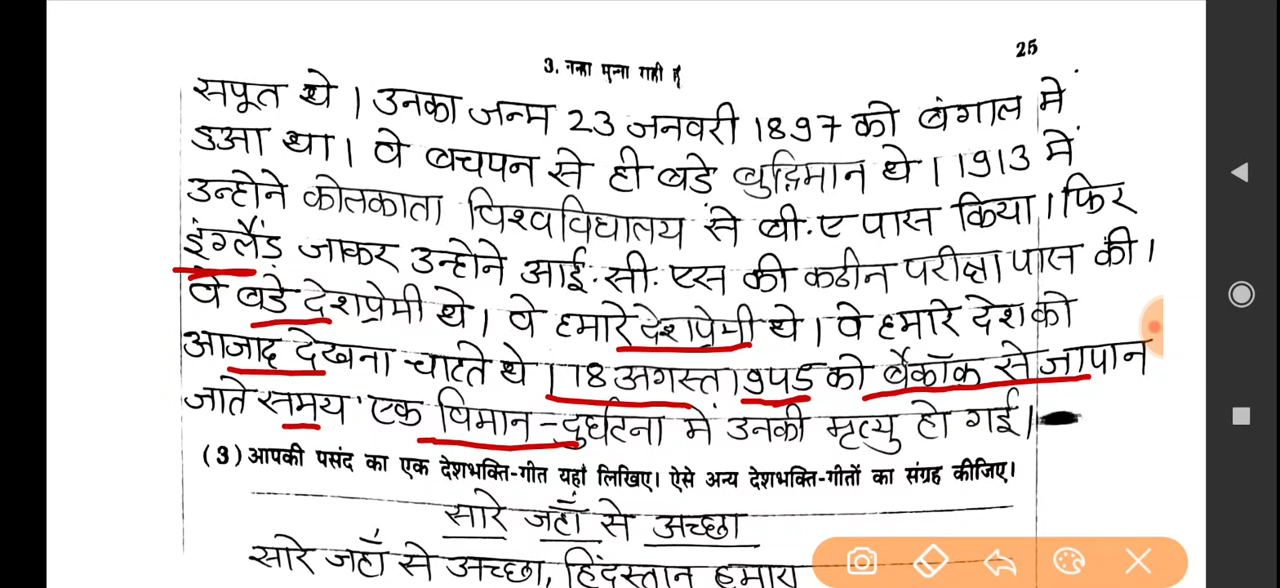 25
3. नन्हा मुन्ना राही हूँ
सपूत थे। उनका जन्म 23 जनवरी 1897 को बंगाल में
हुआ था। वे बचपन से ही बडे बुद्धिमान थे। 1913 में
उन्होने कोलकाता विश्वविद्यालय से बी.ए पास किया। फिर
इंग्लैंड जाकर उन्होने आई.सी.एस की कठीन परीक्षा पास की।
वे बडे देशप्रेमी थे। वे हमारे देशप्रेमी थे। वे हमारे देश को
आजाद देखना चाहते थे। 18 अगस्त 1945 को बैंकॉक से जापान
जाते समय एक विमान-दुर्घटना में उनकी मृत्यु हो गई।
(3) आपकी पसंद का एक देशभक्ति-गीत यहाँ लिखिए। ऐसे अन्य देशभक्ति-गीतों का संग्रह कीजिए।
सारे जहाँ से अच्छा
सारे जहाँ से अच्छा, हिंदुस्तान हमारा